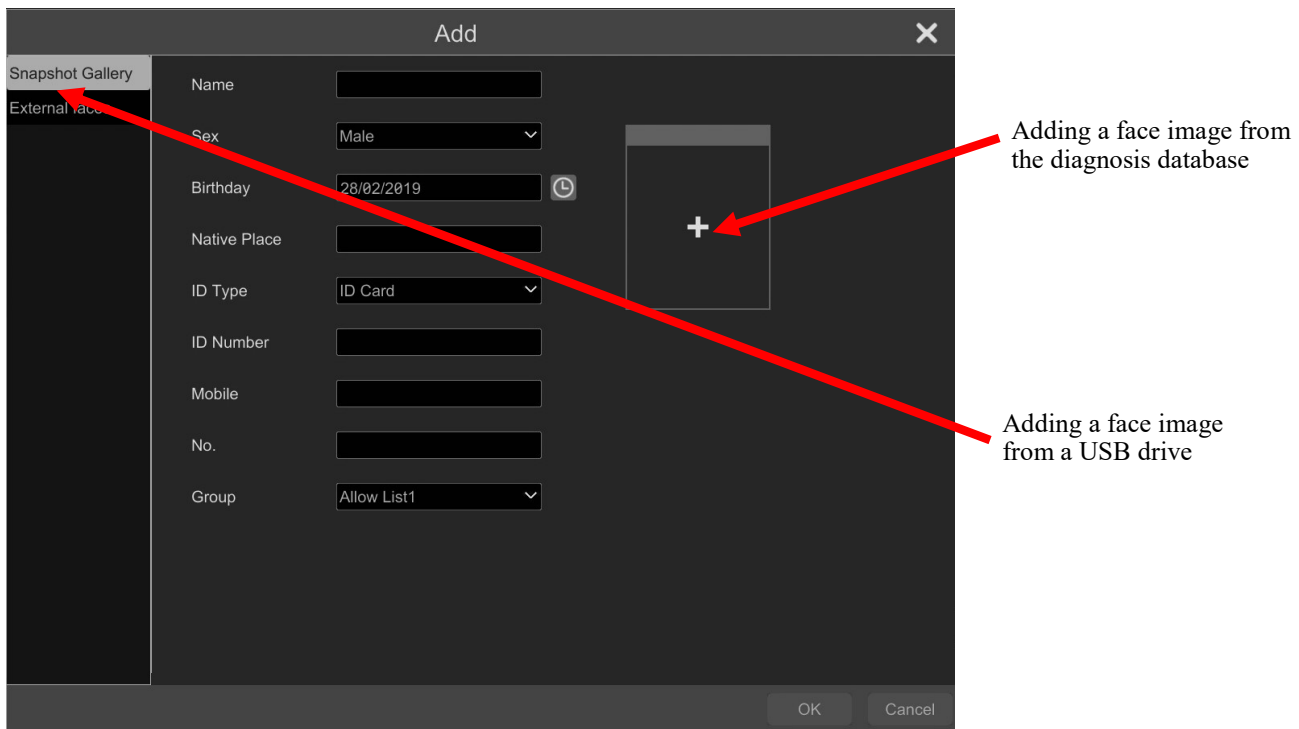 Add
Snapshot Gallery
External
Name
Sex
Male
Birthday
28/02/2019
Native Place
ID Type
ID Card
ID Number
Mobile
No.
Group
Allow List1
OK
Cancel
Adding a face image from
the diagnosis database
Adding a face image
from a USB drive